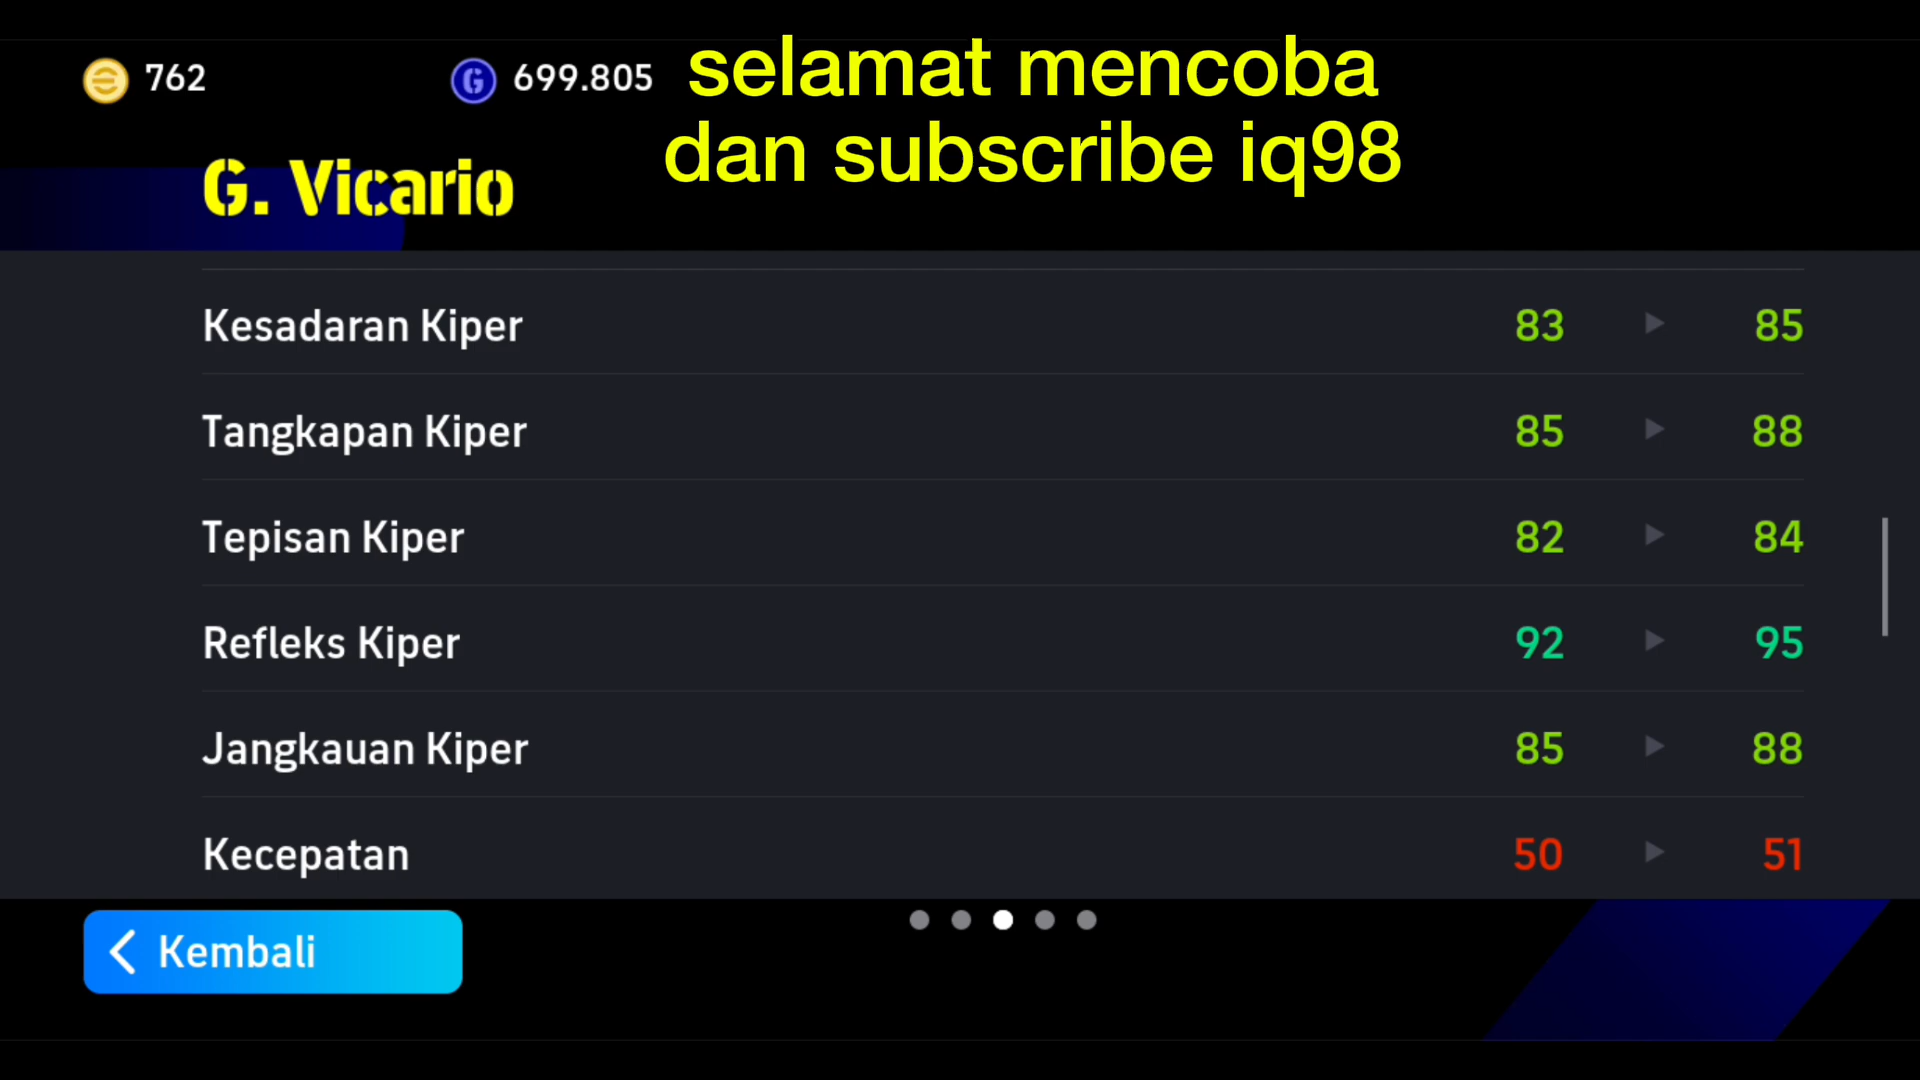 762
699.805
selamat mencoba
dan subscribe iq98
G. Vicario
Kesadaran Kiper 83 85
Tangkapan Kiper 85 88
Tepisan Kiper 82 84
Refleks Kiper 92 95
Jangkauan Kiper 85 88
Kecepatan 50 51
Kembali